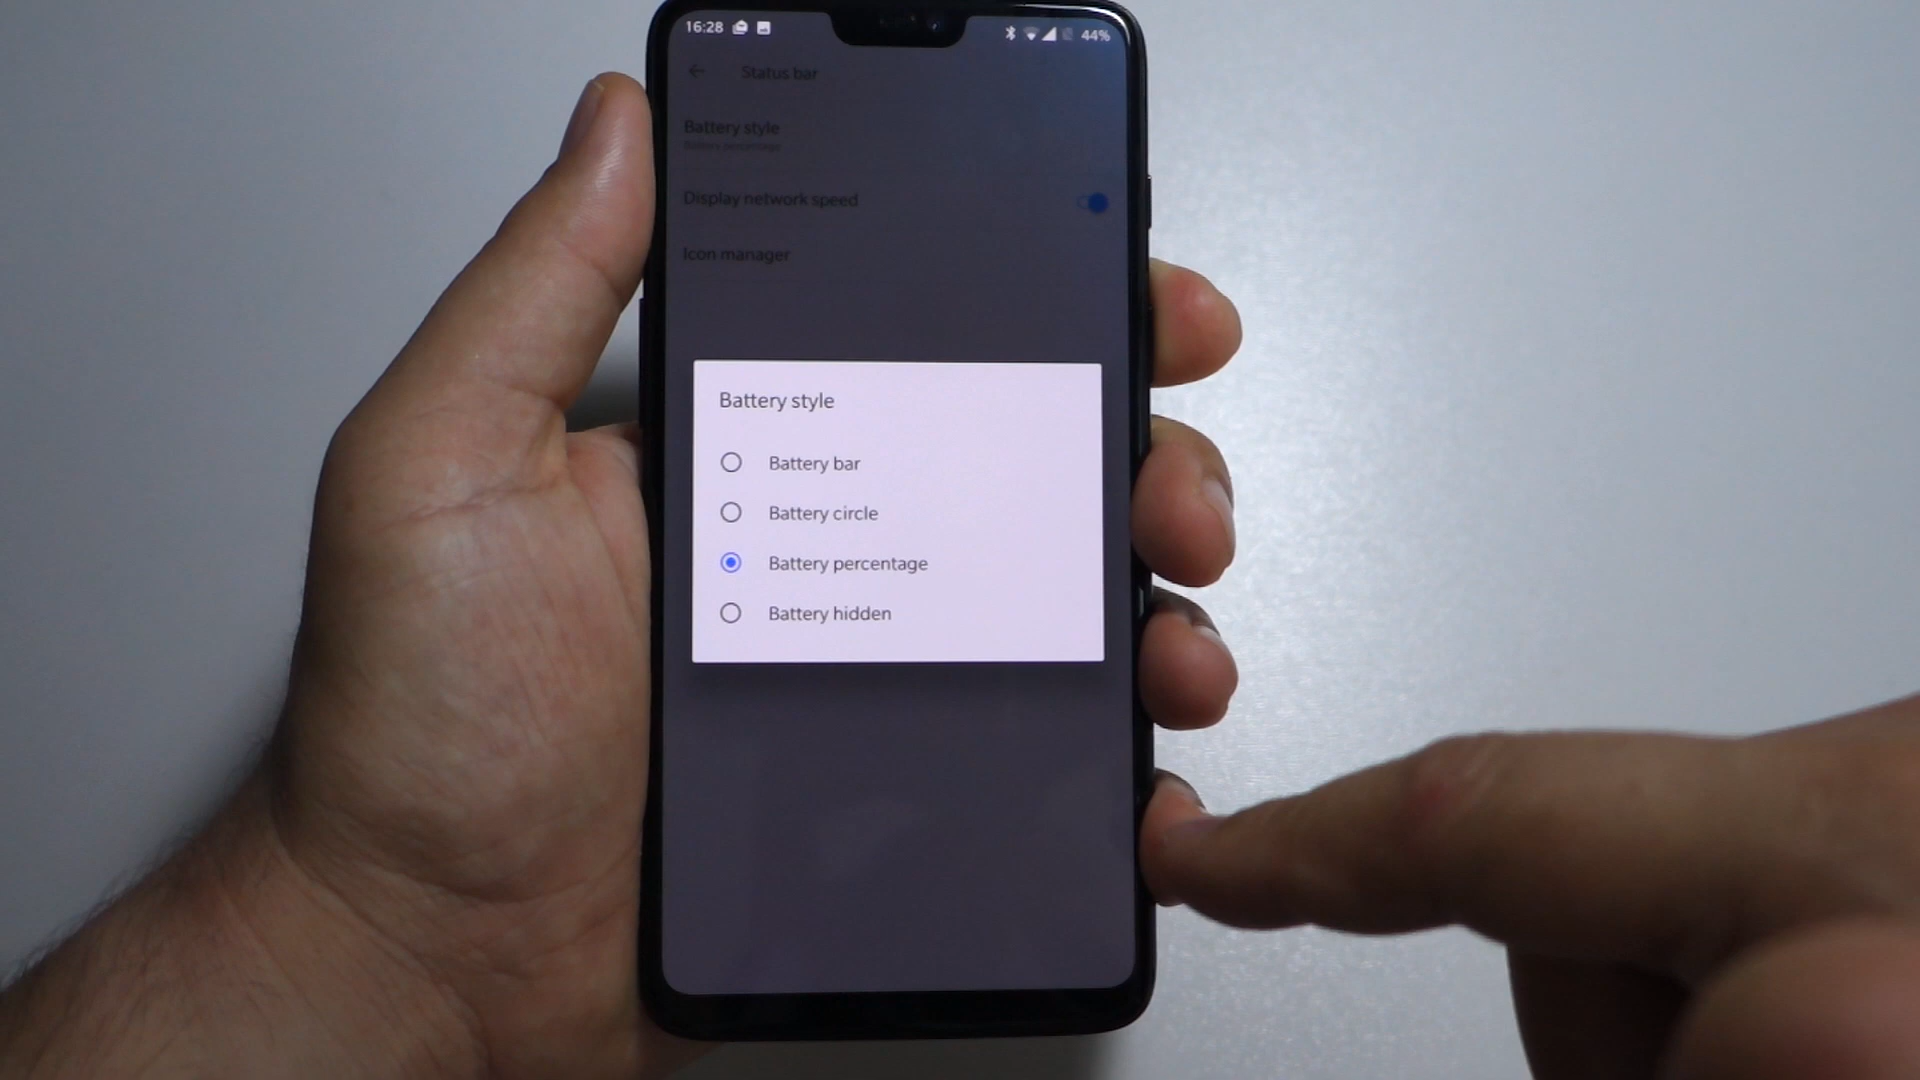 16:28 44%
Status bar
Battery style
Battery percentage
Display network speed
Icon manager
Battery style
Battery bar
Battery circle
Battery percentage
Battery hidden